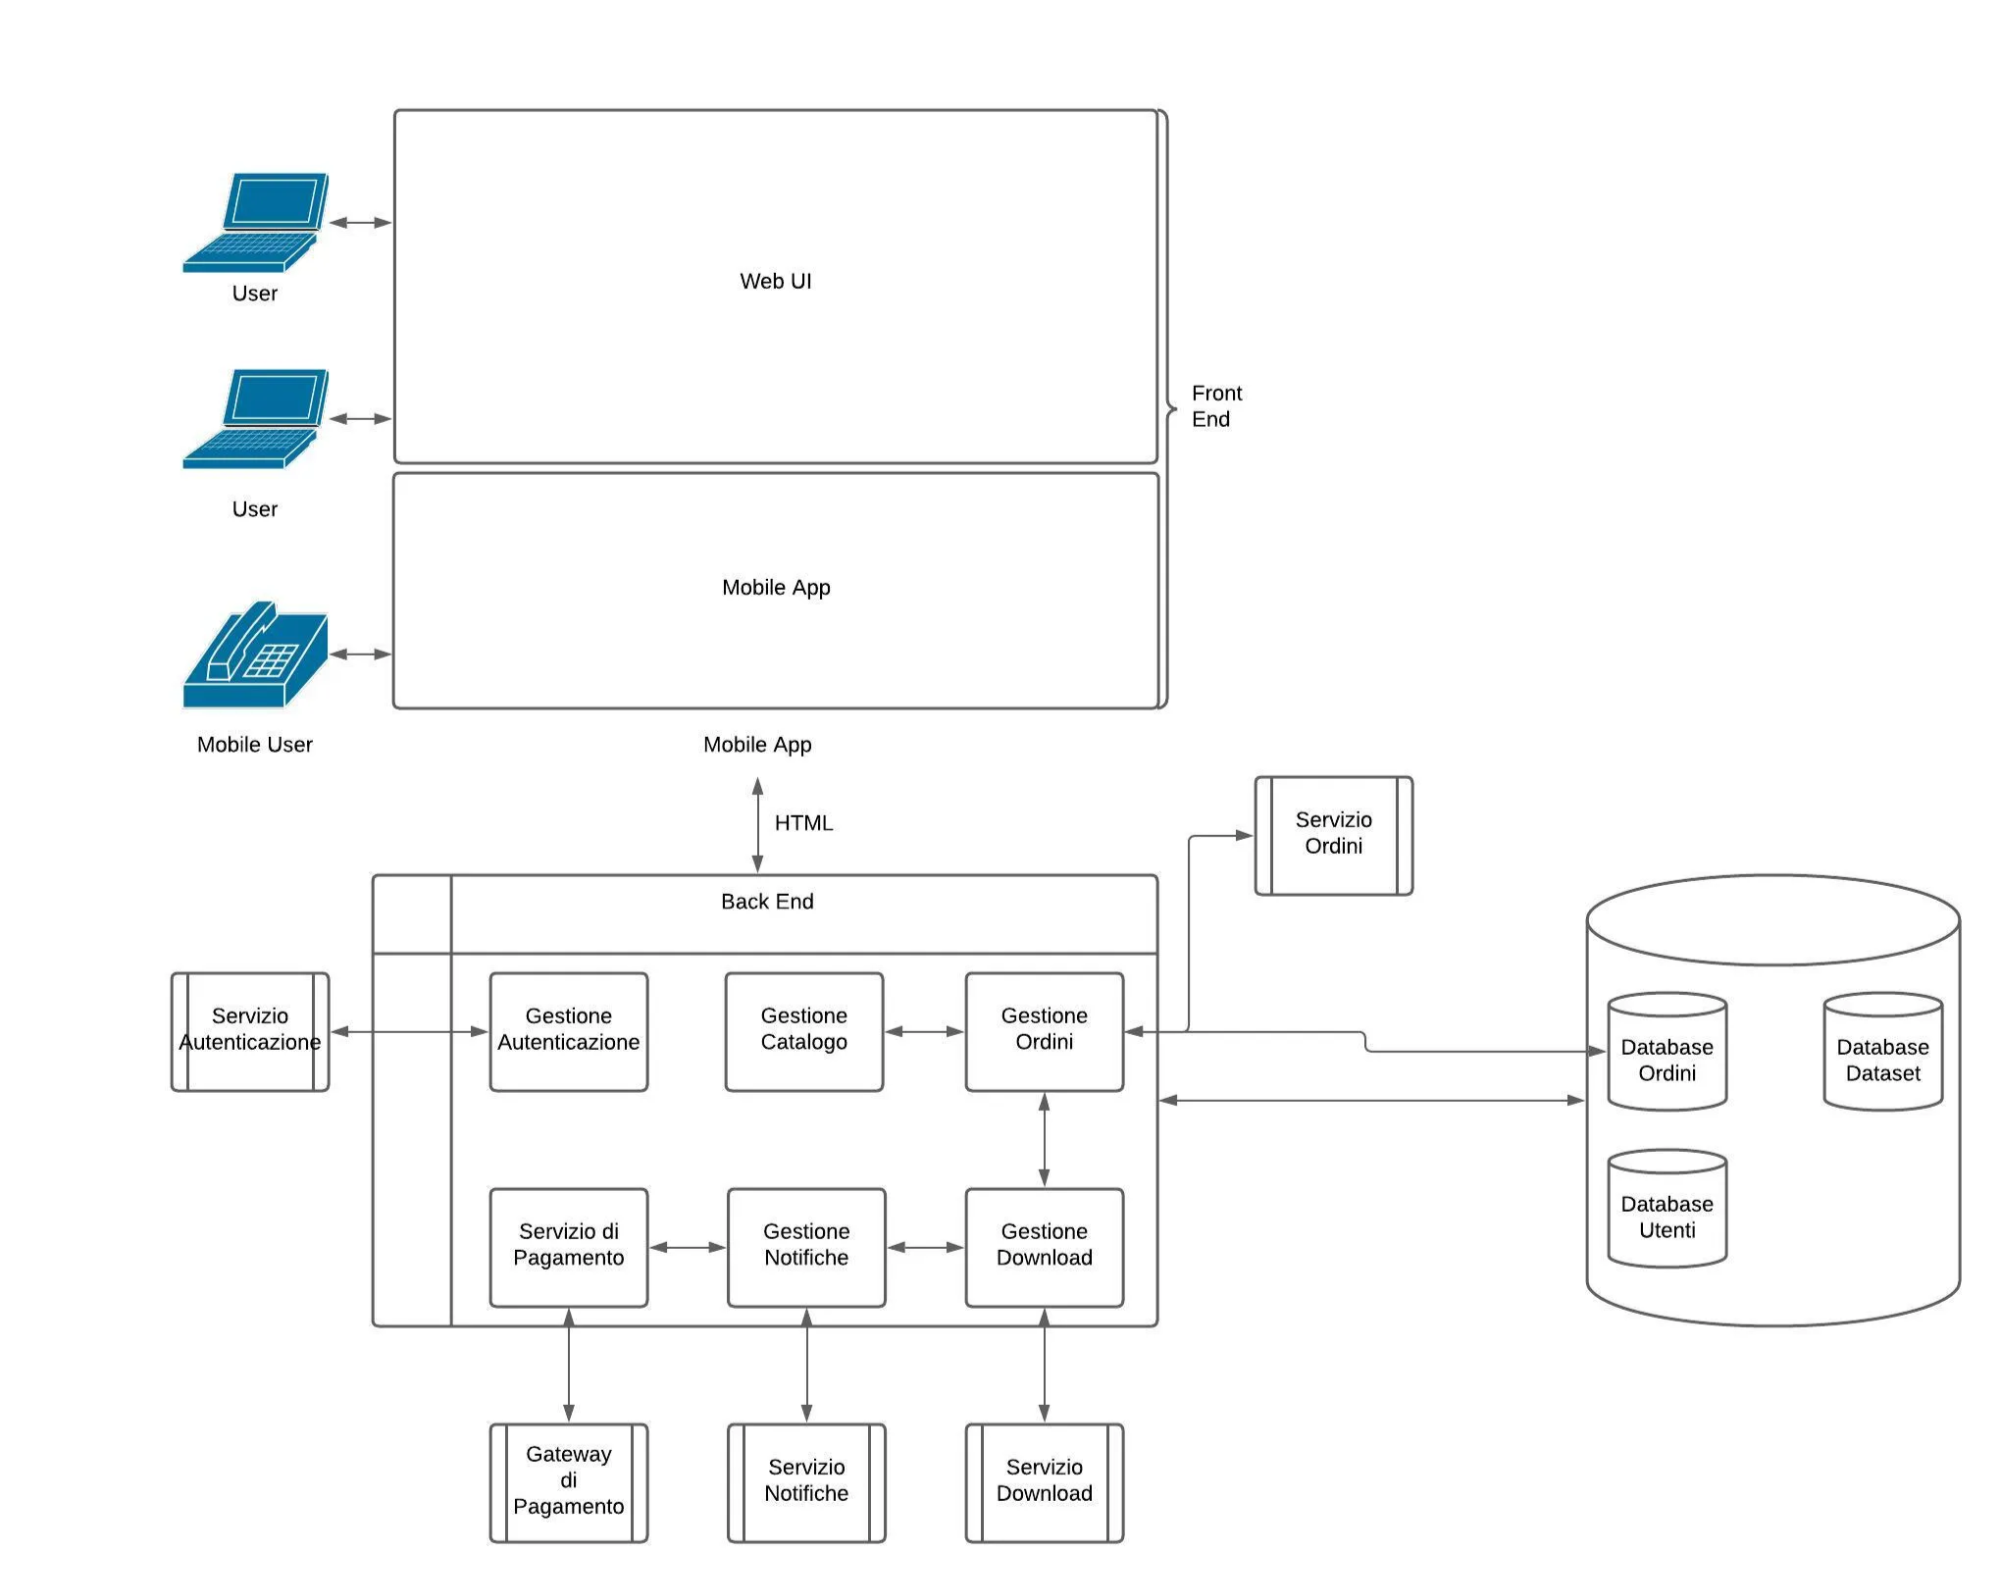 User
Web UI
Front
End
User
Mobile App
Mobile User
Mobile App
HTML
Servizio
Ordini
Back End
Servizio
Autenticazione
Gestione
Autenticazione
Gestione
Catalogo
Gestione
Ordini
Database
Ordini
Database
Dataset
Database
Utenti
Servizio di
Pagamento
Gestione
Notifiche
Gestione
Download
Gateway
di
Pagamento
Servizio
Notifiche
Servizio
Download